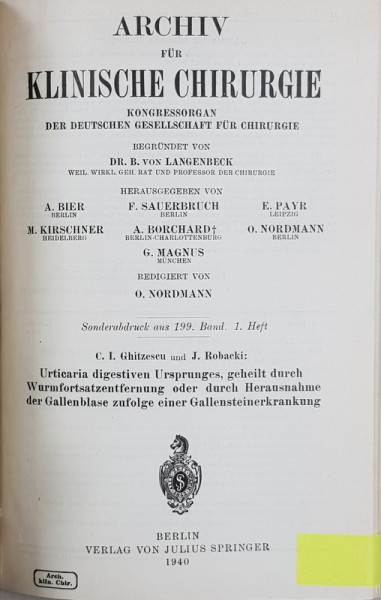 ARCHIV
FÜR
KLINISCHE CHIRURGIE
KONGRESSORGAN
DER DEUTSCHEN GESELLSCHAFT FÜR CHIRURGIE
BEGRÜNDET VON
DR. B. VON LANGENBECK
WEIL. WIRKL. GEH. RAT UND PROFESSOR DER CHIRURGIE
HERAUSGEGEBEN VON
A. BIER F. SAUERBRUCH E. PAYR
BERLIN BERLIN LEIPZIG
M. KIRSCHNER A. BORCHARD† O. NORDMANN
HEIDELBERG BERLIN-CHARLOTTENBURG BERLIN
G. MAGNUS
MÜNCHEN
REDIGIERT VON
O. NORDMANN
Sonderabdruck aus 199. Band. 1. Heft
C. I. Ghitzescu und J. Robacki:
Urticaria digestiven Ursprunges, geheilt durch
Wurmfortsatzentfernung oder durch Herausnahme
der Gallenblase zufolge einer Gallensteinerkrankung
S
BERLIN
VERLAG VON JULIUS SPRINGER
1940
Arch.
klin. Chir.